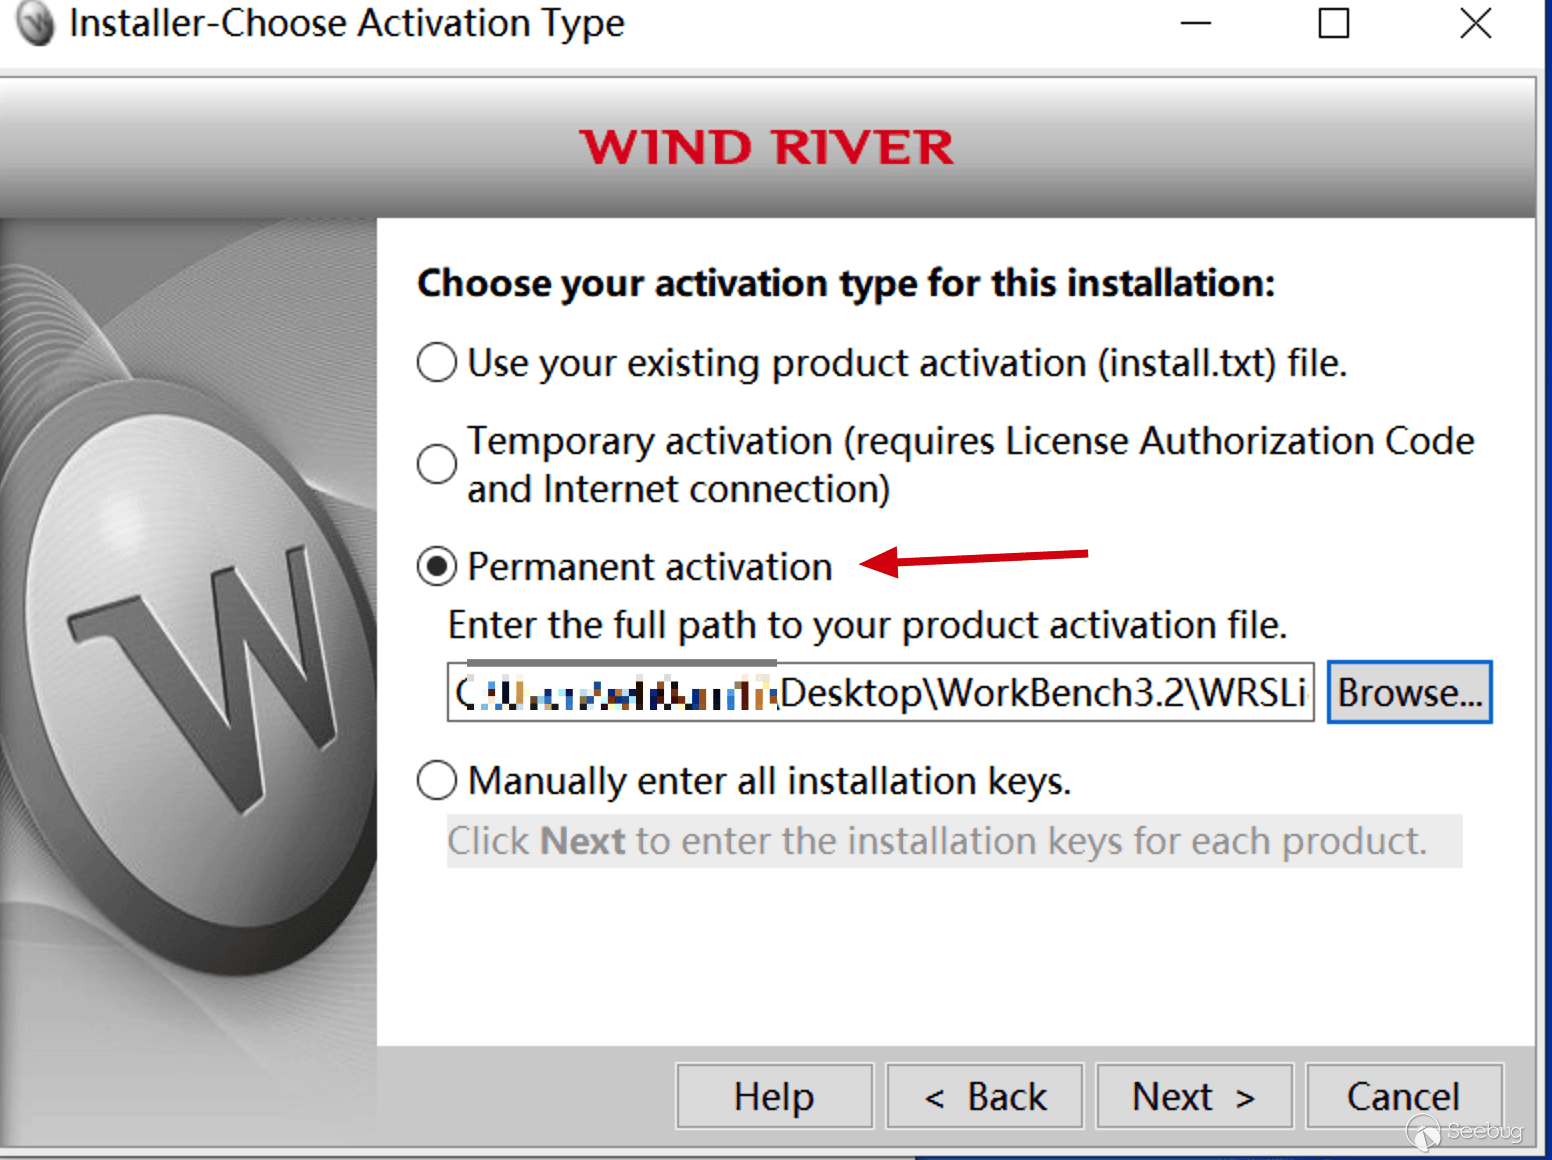 Installer-Choose Activation Type
WIND RIVER
Choose your activation type for this installation:
Use your existing product activation (install.txt) file.
Temporary activation (requires License Authorization Code
and Internet connection)
Permanent activation
Enter the full path to your product activation file.
Desktop\WorkBench3.2\WRSLi
Browse...
Manually enter all installation keys.
Click Next to enter the installation keys for each product.
Help
< Back
Next >
Cancel
Seebug